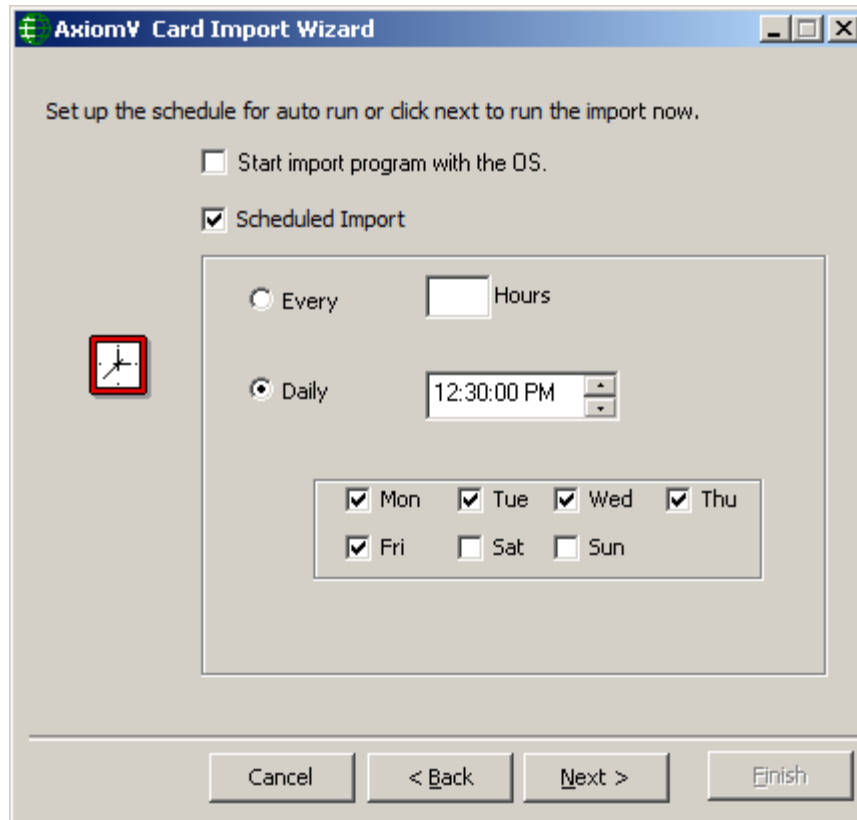 AxiomV Card Import Wizard
Set up the schedule for auto run or click next to run the import now.
Start import program with the OS.
Scheduled Import
Every Hours
Daily 12:30:00 PM
Mon Tue Wed Thu
Fri Sat Sun
Cancel < Back Next > Finish